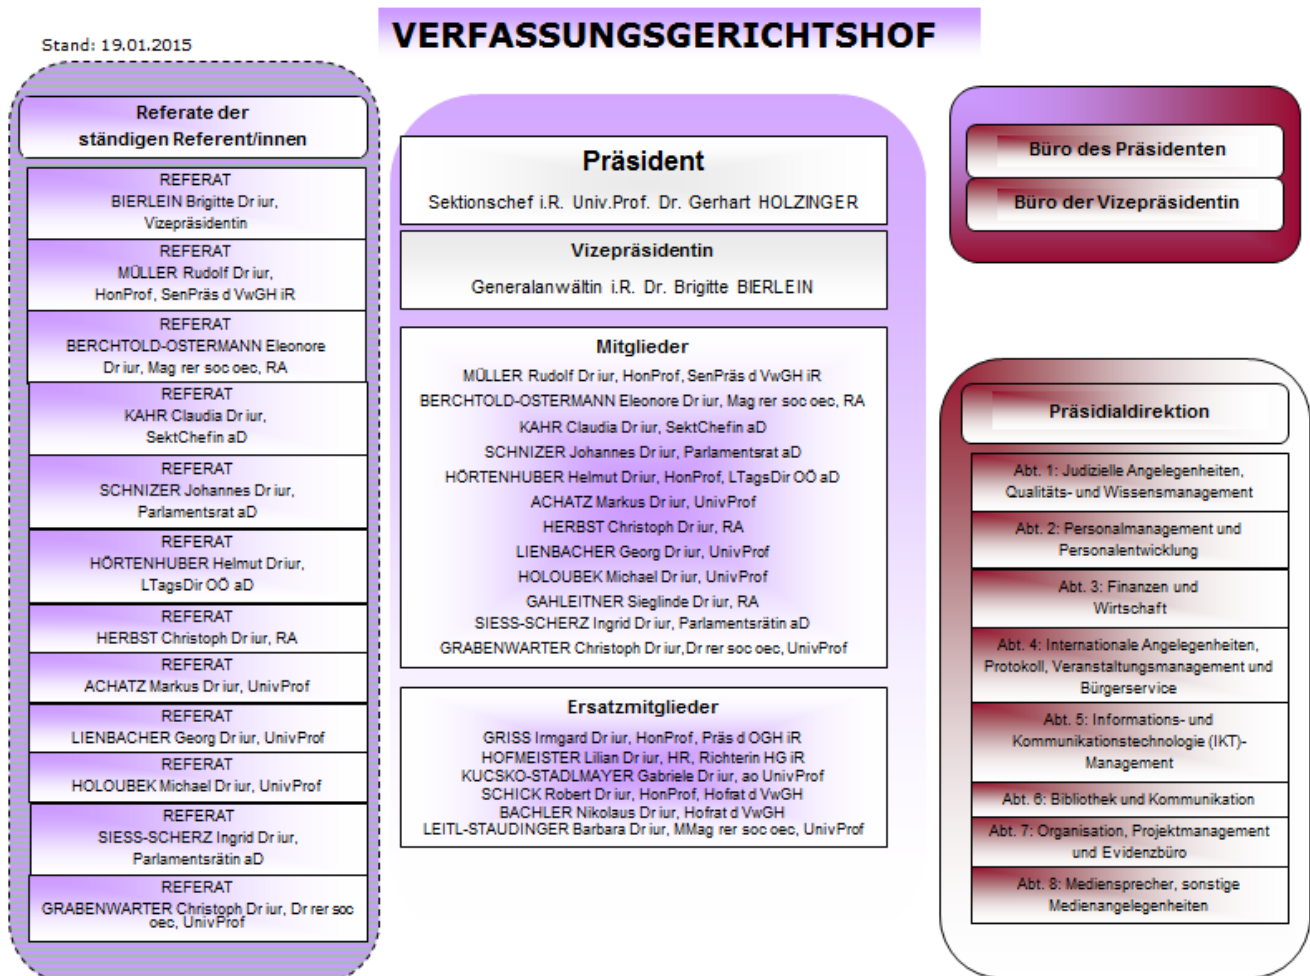 Stand: 19.01.2015
VERFASSUNGSGERICHTSHOF
Referate der
ständigen Referent/innen
REFERAT
BIERLEIN Brigitte Dr iur,
Vizepräsidentin
REFERAT
MÜLLER Rudolf Dr iur,
HonProf, SenPräs d VwGH iR
REFERAT
BERCHTOLD-OSTERMANN Eleonore
Dr iur, Mag rer soc oec, RA
REFERAT
KAHR Claudia Dr iur,
SektChefin aD
REFERAT
SCHNIZER Johannes Dr iur,
Parlamentsrat aD
REFERAT
HÖRTENHUBER Helmut Dr iur,
LTagsDir OÖ aD
REFERAT
HERBST Christoph Dr iur, RA
REFERAT
ACHATZ Markus Dr iur, UnivProf
REFERAT
LIENBACHER Georg Dr iur, UnivProf
REFERAT
HOLOUBEK Michael Dr iur, UnivProf
REFERAT
SIESS-SCHERZ Ingrid Dr iur,
Parlamentsrätin aD
REFERAT
GRABENWARTER Christoph Dr iur, Dr rer soc
oec, UnivProf
Präsident
Sektionschef i.R. Univ.Prof. Dr. Gerhart HOLZINGER
Vizepräsidentin
Generalanwältin i.R. Dr. Brigitte BIERLEIN
Mitglieder
MÜLLER Rudolf Dr iur, HonProf, SenPräs d VwGH iR
BERCHTOLD-OSTERMANN Eleonore Dr iur, Mag rer soc oec, RA
KAHR Claudia Dr iur, SektChefin aD
SCHNIZER Johannes Dr iur, Parlamentsrat aD
HÖRTENHUBER Helmut Dr iur, HonProf, LTagsDir OÖ aD
ACHATZ Markus Dr iur, UnivProf
HERBST Christoph Dr iur, RA
LIENBACHER Georg Dr iur, UnivProf
HOLOUBEK Michael Dr iur, UnivProf
GAHLEITNER Sieglinde Dr iur, RA
SIESS-SCHERZ Ingrid Dr iur, Parlamentsrätin aD
GRABENWARTER Christoph Dr iur, Dr rer soc oec, UnivProf
Ersatzmitglieder
GRISS Irmgard Dr iur, HonProf, Präs d OGH iR
HOFMEISTER Lilian Dr iur, HR, Richterin HG iR
KUCSKO-STADLMAYER Gabriele Dr iur, ao UnivProf
SCHICK Robert Dr iur, HonProf, Hofrat d VwGH
BACHLER Nikolaus Dr iur, Hofrat d VwGH
LEITL-STAUDINGER Barbara Dr iur, MMag rer soc oec, UnivProf
Büro des Präsidenten
Büro der Vizepräsidentin
Präsidialdirektion
Abt. 1: Judizielle Angelegenheiten,
Qualitäts- und Wissensmanagement
Abt. 2: Personalmanagement und
Personalentwicklung
Abt. 3: Finanzen und
Wirtschaft
Abt. 4: Internationale Angelegenheiten,
Protokoll, Veranstaltungsmanagement und
Bürgerservice
Abt. 5: Informations- und
Kommunikationstechnologie (IKT)-
Management
Abt. 6: Bibliothek und Kommunikation
Abt. 7: Organisation, Projektmanagement
und Evidenzbüro
Abt. 8: Mediensprecher, sonstige
Medienangelegenheiten